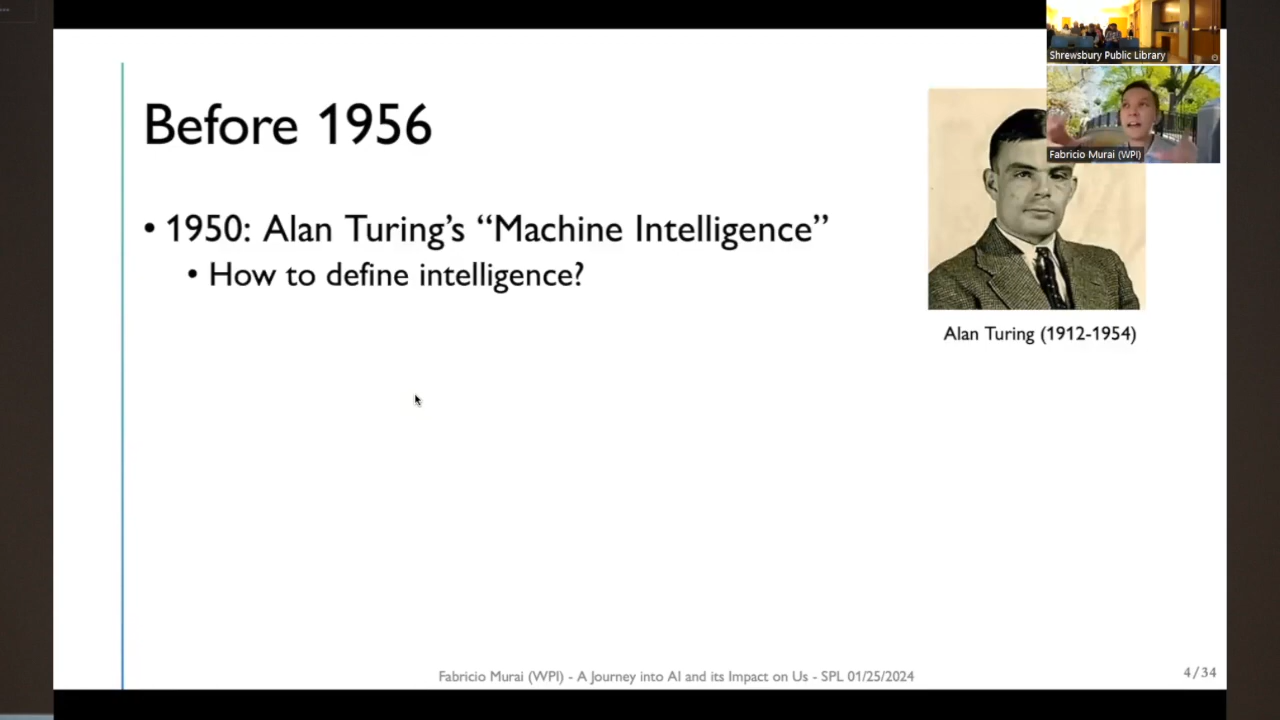 Before 1956
• 1950: Alan Turing’s “Machine Intelligence”
• How to define intelligence?
Shrewsbury Public Library
Fabricio Murai (WPI)
Alan Turing (1912-1954)
Fabricio Murai (WPI) - A Journey into AI and its Impact on Us - SPL 01/25/2024
4/34